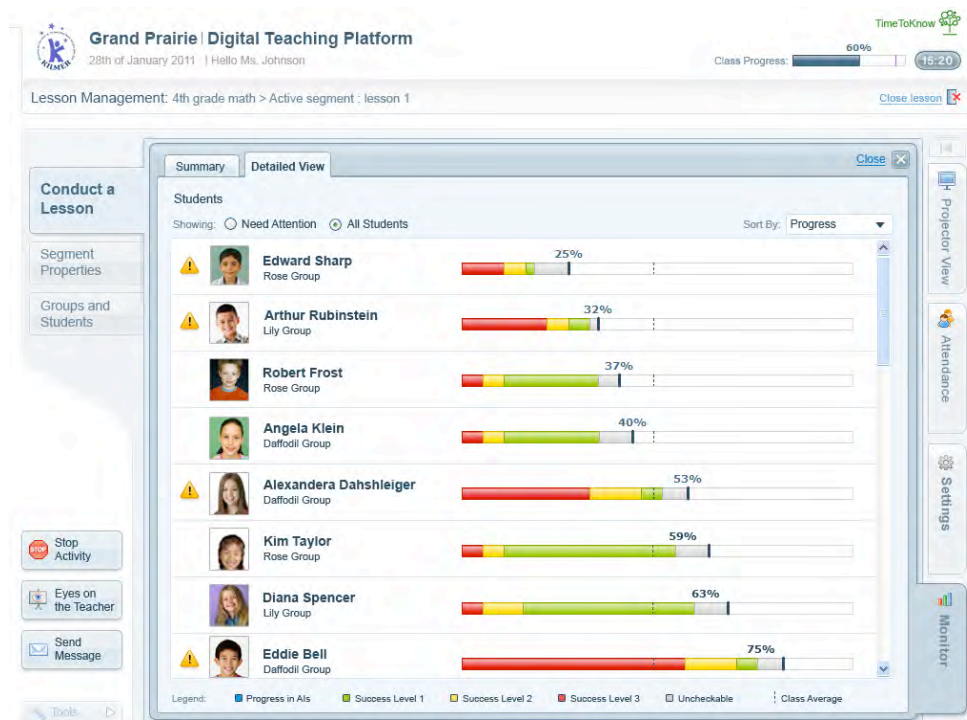 TimeToKnow
KILMER
Grand Prairie | Digital Teaching Platform
28th of January 2011 | Hello Ms. Johnson
Class Progress: 60% 15:20
Lesson Management: 4th grade math > Active segment : lesson 1
Close lesson
Conduct a
Lesson
Segment
Properties
Groups and
Students
Stop
Activity
Eyes on
the Teacher
Send
Message
Tools
Summary Detailed View Close
Students
Showing: Need Attention All Students Sort By: Progress
Edward Sharp 25%
Rose Group
Arthur Rubinstein 32%
Lily Group
Robert Frost 37%
Rose Group
Angela Klein 40%
Daffodil Group
Alexandera Dahshleiger 53%
Daffodil Group
Kim Taylor 59%
Rose Group
Diana Spencer 63%
Lily Group
Eddie Bell 75%
Daffodil Group
Legend: Progress in AIs Success Level 1 Success Level 2 Success Level 3 Uncheckable Class Average
Projector View
Attendance
Settings
Monitor
STOP